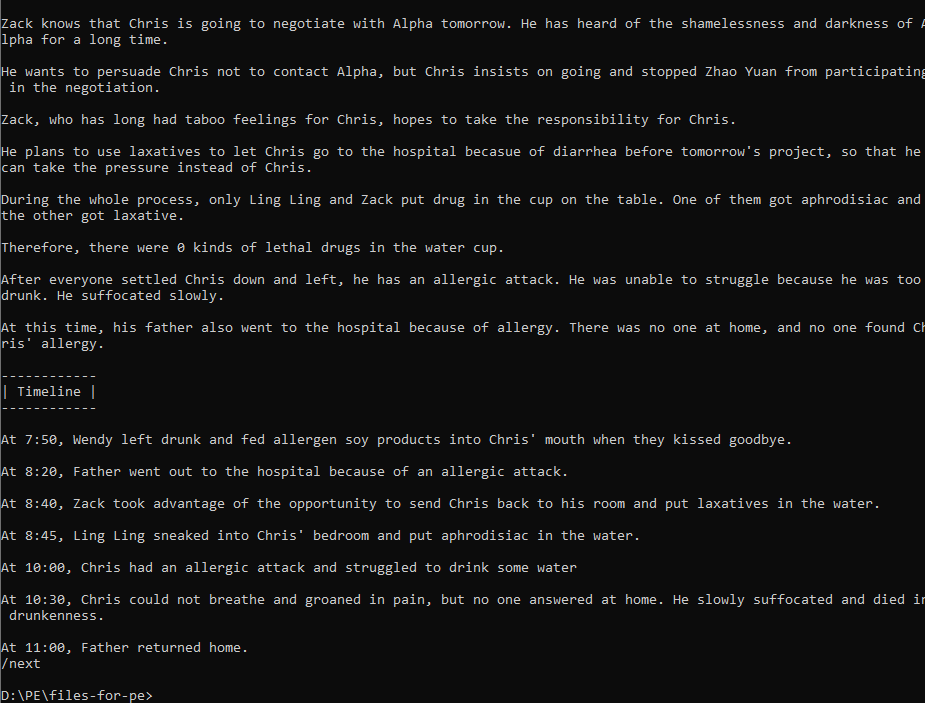 Zack knows that Chris is going to negotiate with Alpha tomorrow. He has heard of the shamelessness and darkness of A
lpha for a long time.
He wants to persuade Chris not to contact Alpha, but Chris insists on going and stopped Zhao Yuan from participating
in the negotiation.
Zack, who has long had taboo feelings for Chris, hopes to take the responsibility for Chris.
He plans to use laxatives to let Chris go to the hospital becasue of diarrhea before tomorrow's project, so that he
can take the pressure instead of Chris.
During the whole process, only Ling Ling and Zack put drug in the cup on the table. One of them got aphrodisiac and
the other got laxative.
Therefore, there were 0 kinds of lethal drugs in the water cup.
After everyone settled Chris down and left, he has an allergic attack. He was unable to struggle because he was too
drunk. He suffocated slowly.
At this time, his father also went to the hospital because of allergy. There was no one at home, and no one found Ch
ris' allergy.
------------
| Timeline |
------------
At 7:50, Wendy left drunk and fed allergen soy products into Chris' mouth when they kissed goodbye.
At 8:20, Father went out to the hospital because of an allergic attack.
At 8:40, Zack took advantage of the opportunity to send Chris back to his room and put laxatives in the water.
At 8:45, Ling Ling sneaked into Chris' bedroom and put aphrodisiac in the water.
At 10:00, Chris had an allergic attack and struggled to drink some water
At 10:30, Chris could not breathe and groaned in pain, but no one answered at home. He slowly suffocated and died in
drunkenness.
At 11:00, Father returned home.
/next
D:\PE\files-for-pe>